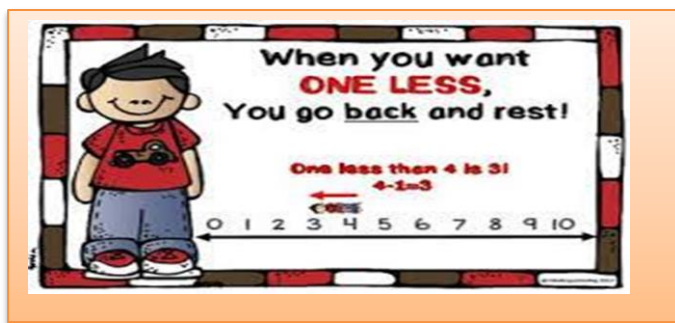 When you want
ONE LESS,
You go back and rest!
One less than 4 is 3!
4-1=3
0 1 2 3 4 5 6 7 8 9 10